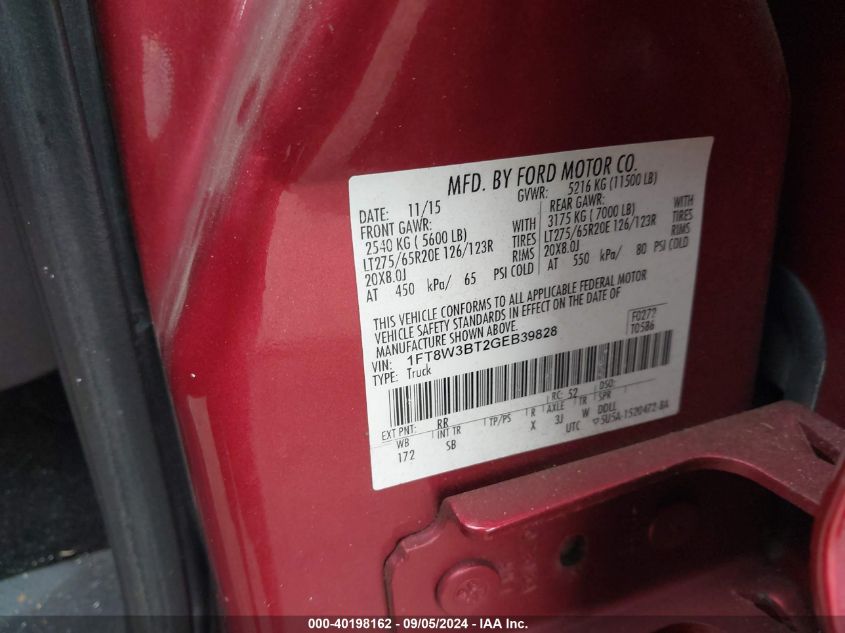 MFD. BY FORD MOTOR CO.
DATE: 11/15 GVWR: 5216 KG (11500 LB)
FRONT GAWR: REAR GAWR:
2540 KG ( 5600 LB) WITH 3175 KG ( 7000 LB) WITH
LT275/65R20E 126/123R TIRES LT275/65R20E 126/123R TIRES
20X8.0J RIMS 20X8.0J RIMS
AT 450 kPa/ 65 PSI COLD AT 550 kPa/ 80 PSI COLD
THIS VEHICLE CONFORMS TO ALL APPLICABLE FEDERAL MOTOR
VEHICLE SAFETY STANDARDS IN EFFECT ON THE DATE OF
MANUFACTURE SHOWN ABOVE.
F0272
T0586
VIN: 1FT8W3BT2GEB39828
TYPE: Truck
RC: 52 DSO:
EXT PNT: RR
WB INT TR TP/PS R AXLE TR SPR
172 SB X 3J W DDLL
UTC 5U5A-1520472-BA
000-40198162 - 09/05/2024 - IAA Inc.